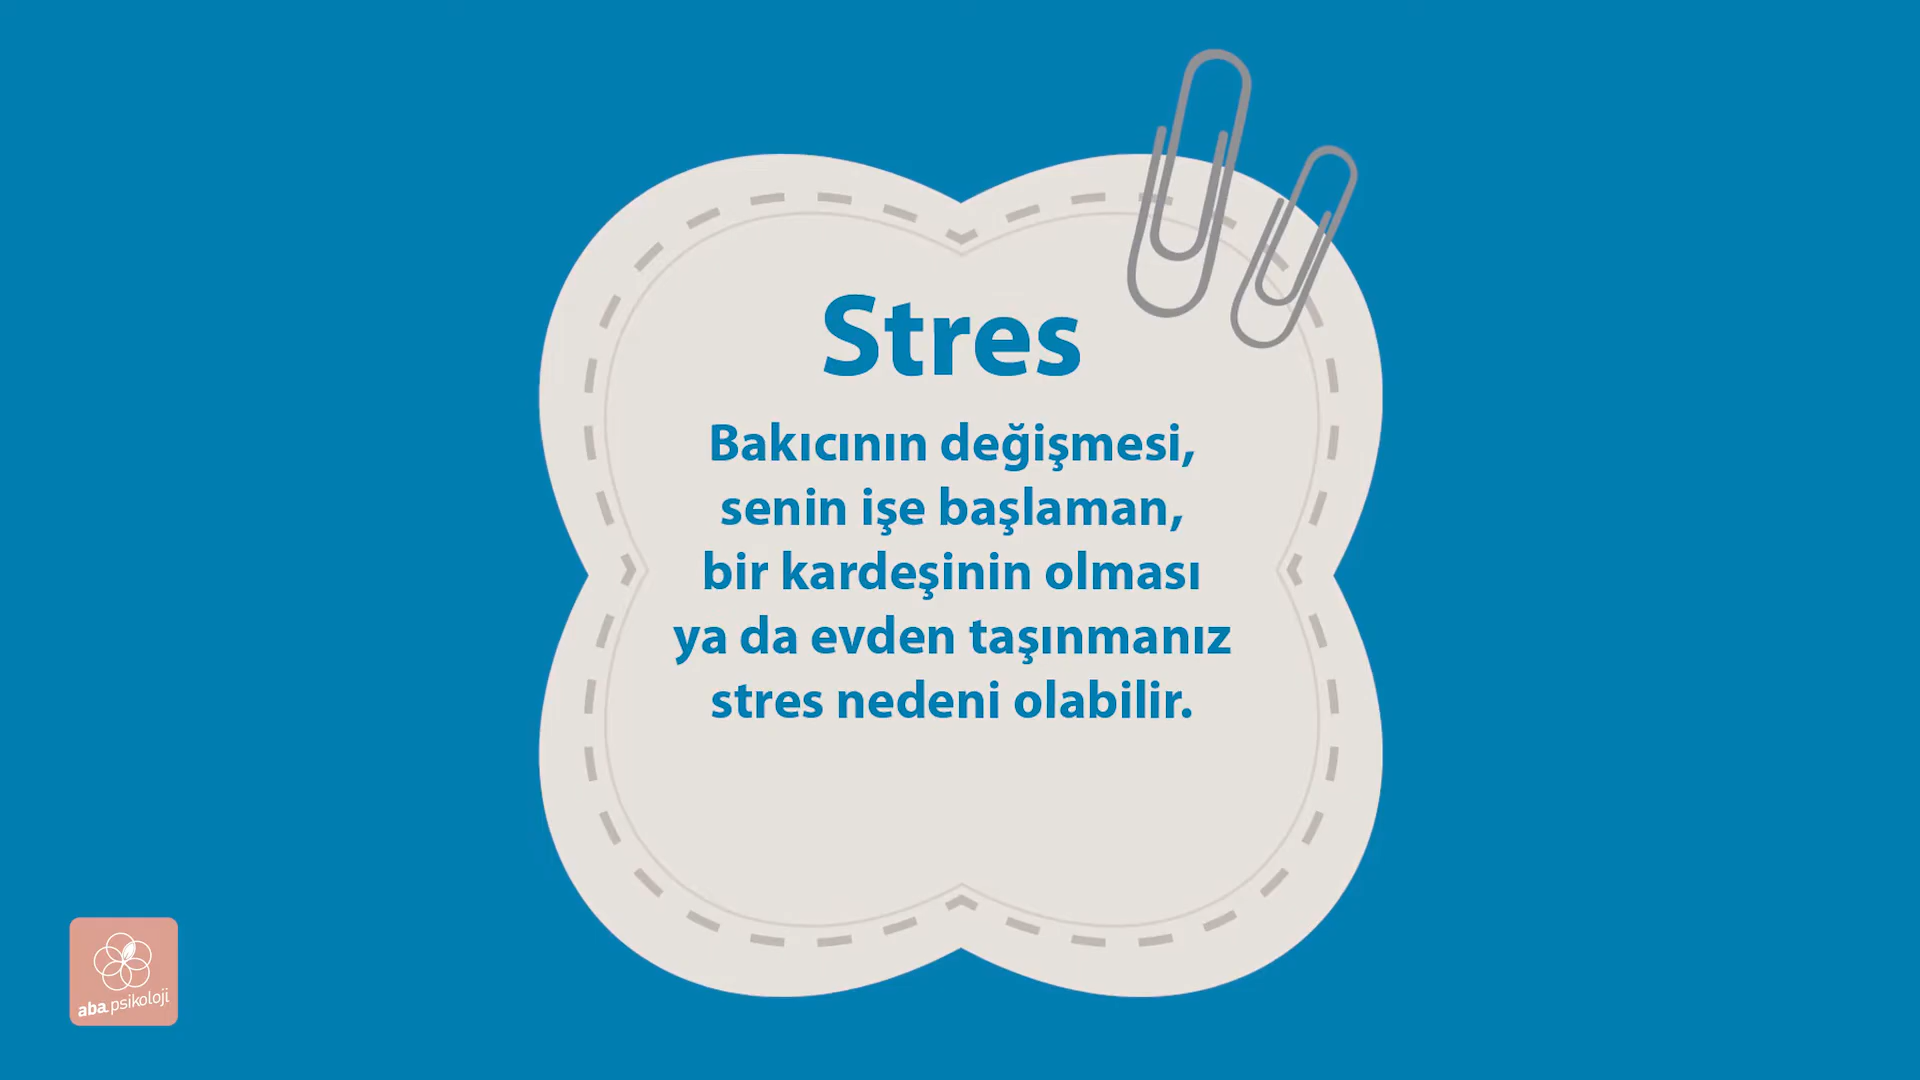 Stres
Bakıcının değişmesi,
senin işe başlaman,
bir kardeşinin olması
ya da evden taşınmanız
stres nedeni olabilir.
aba psikoloji